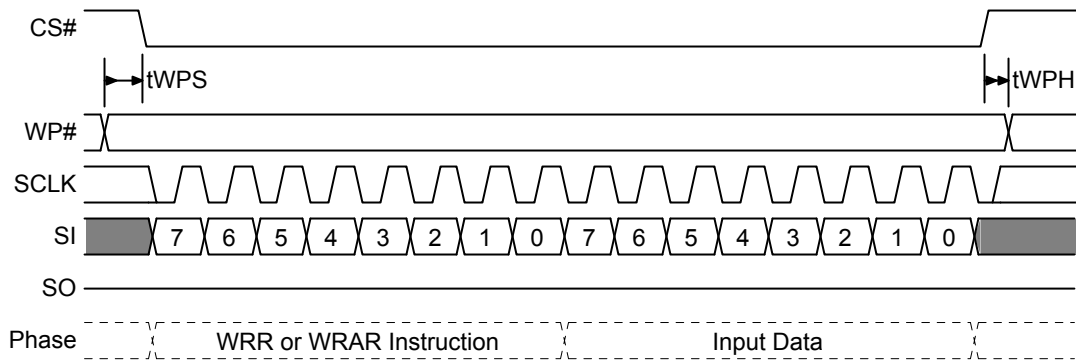 CS#
tWPS
tWPH
WP#
SCLK
SI 7 6 5 4 3 2 1 0 7 6 5 4 3 2 1 0
SO
Phase WRR or WRAR Instruction Input Data